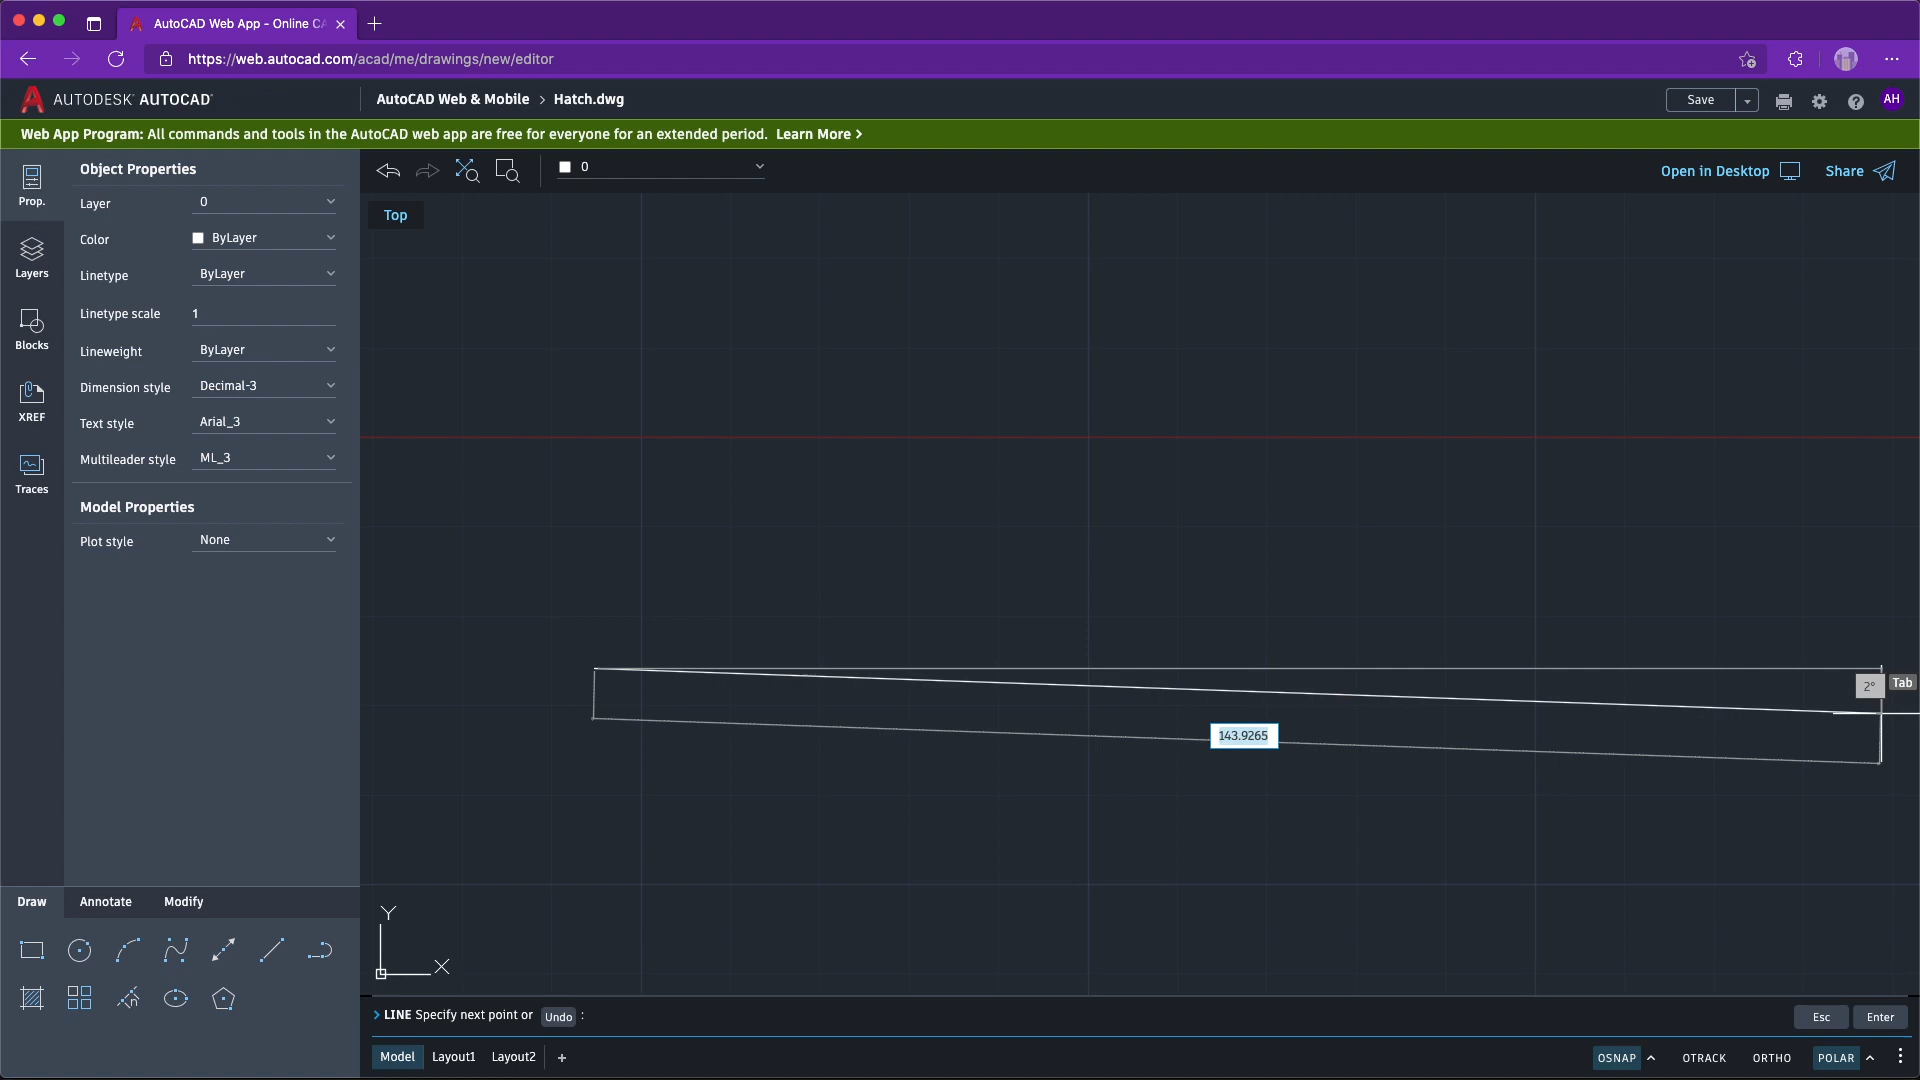 AutoCAD Web App - Online CA
https://web.autocad.com/acad/me/drawings/new/editor
AUTODESK® AUTOCAD®
AutoCAD Web & Mobile > Hatch.dwg
Save
AH
Web App Program: All commands and tools in the AutoCAD web app are free for everyone for an extended period. Learn More >
Prop.
Layers
Blocks
XREF
Traces
Object Properties
Layer 0
Color ByLayer
Linetype ByLayer
Linetype scale 1
Lineweight ByLayer
Dimension style Decimal-3
Text style Arial_3
Multileader style ML_3
Model Properties
Plot style None
0
Open in Desktop
Share
Top
2°
Tab
143.9265
Y
X
Draw Annotate Modify
> LINE Specify next point or Undo :
Esc Enter
Model Layout1 Layout2 +
OSNAP OTRACK ORTHO POLAR